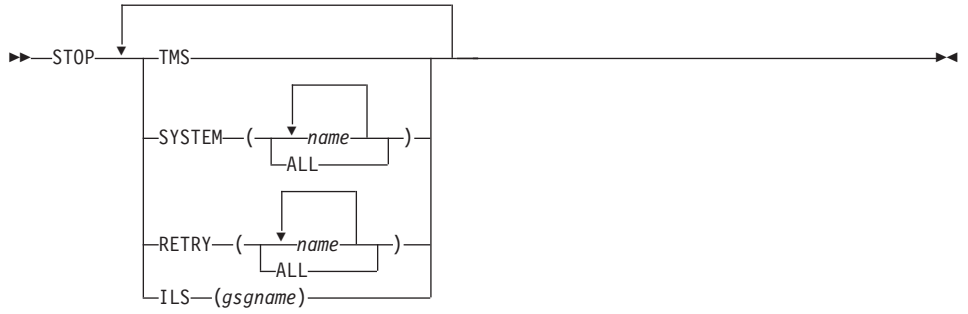 STOP TMS
SYSTEM ( name )
ALL
RETRY ( name )
ALL
ILS (gsgname)